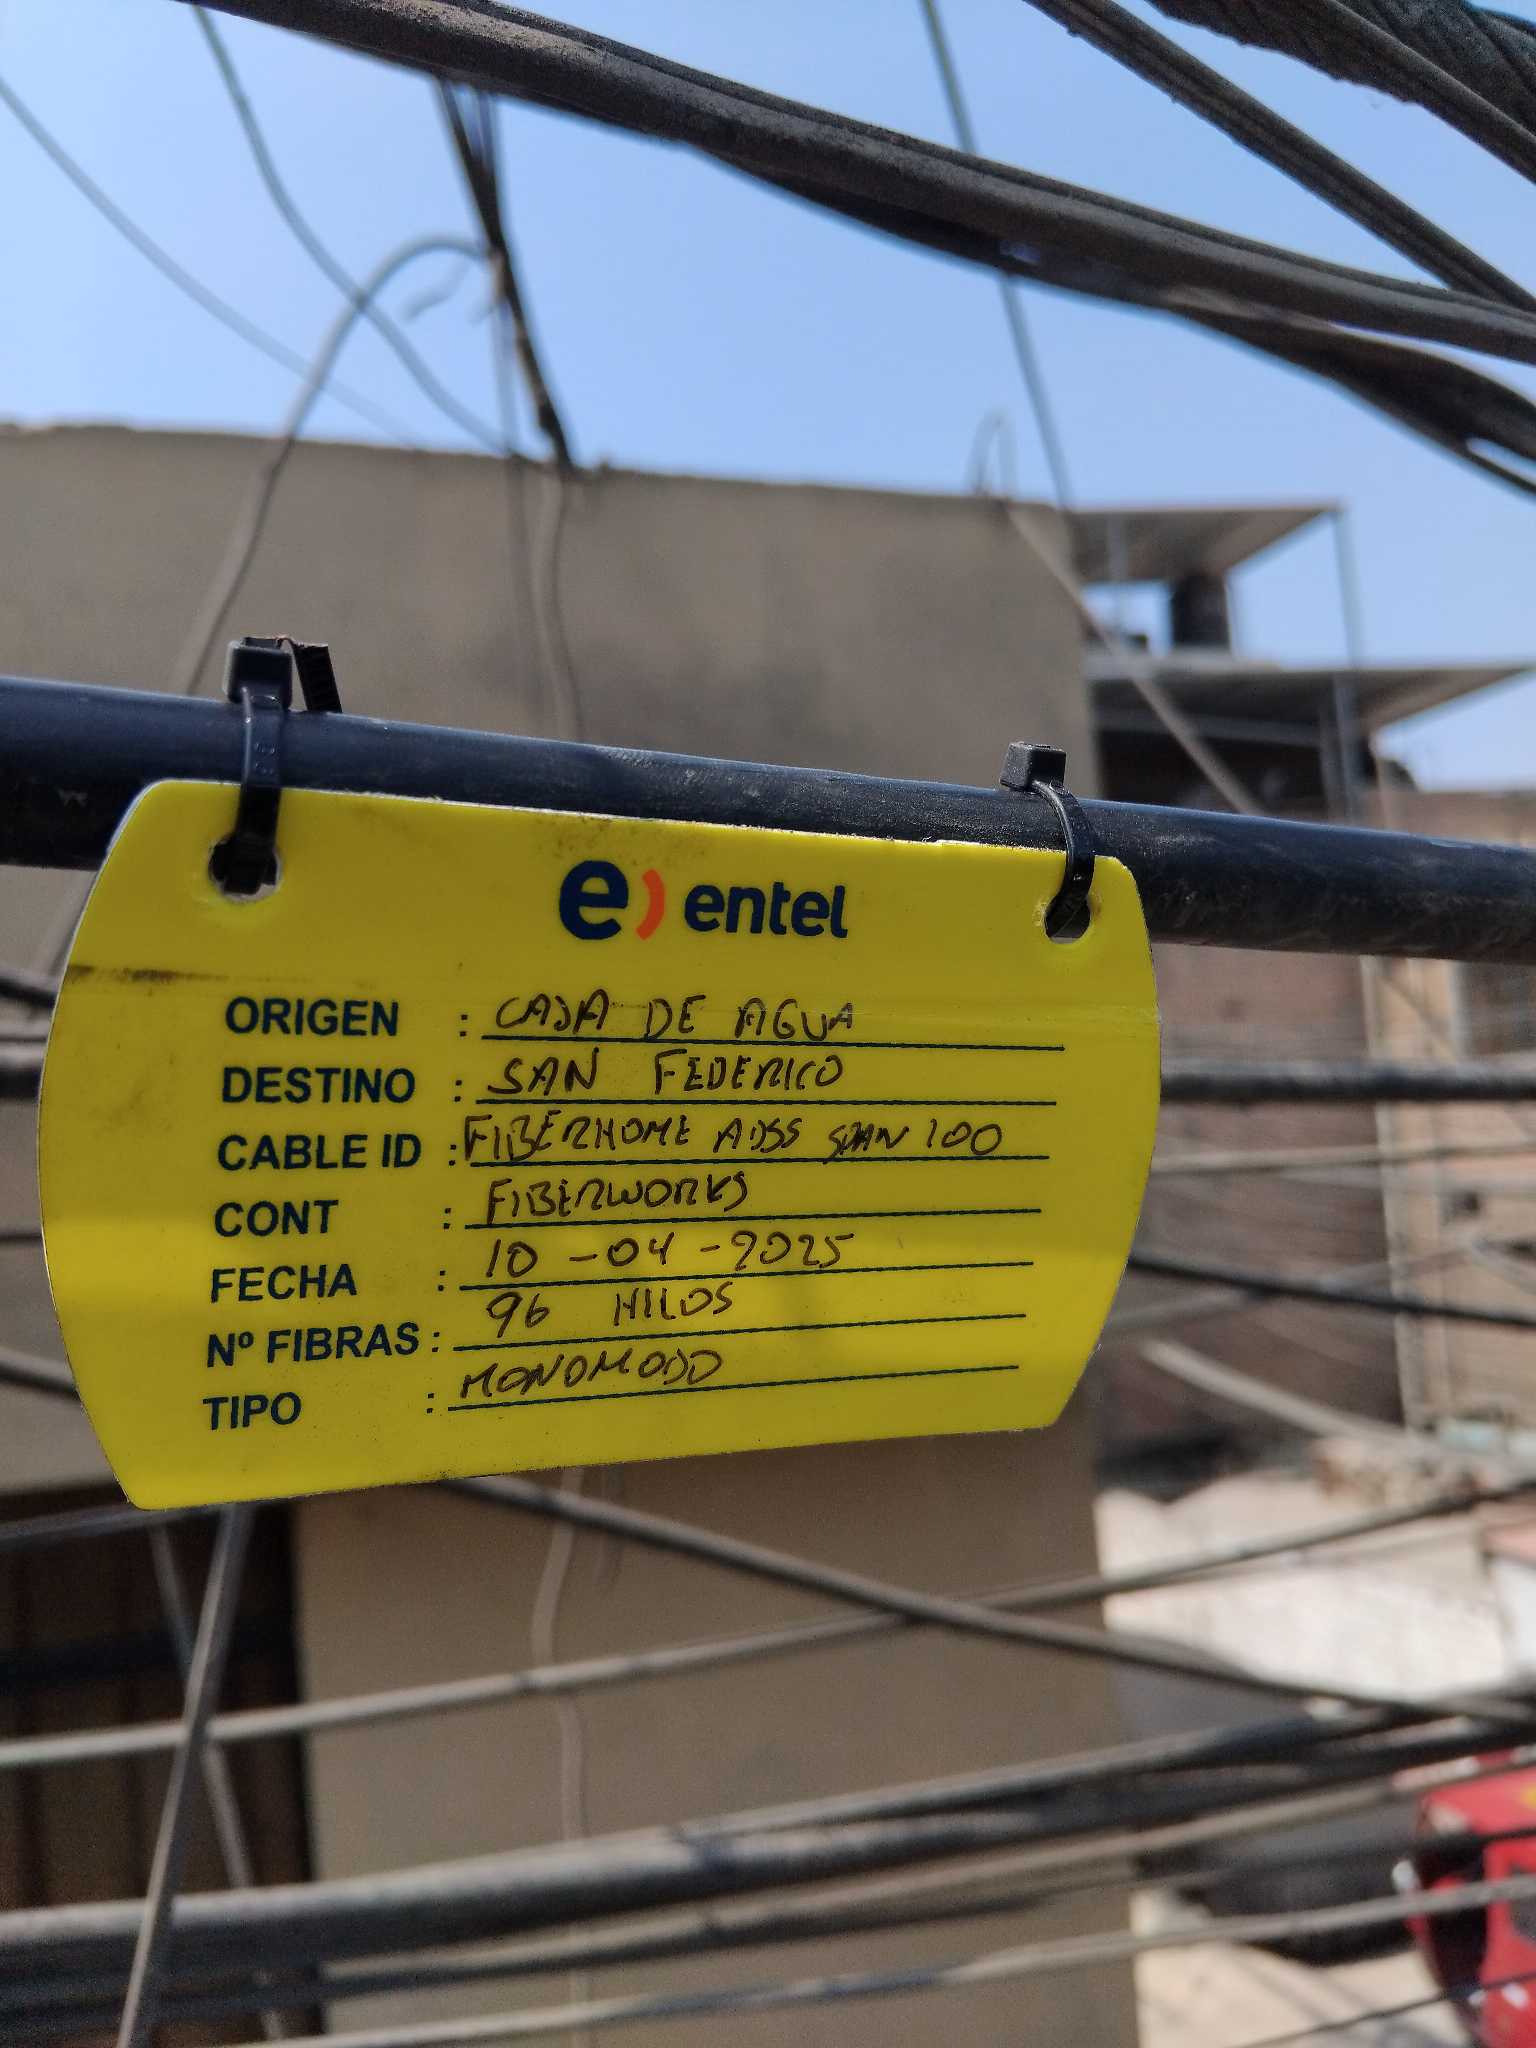 e) entel
ORIGEN : CAJA DE AGUA
DESTINO : SAN FEDERICO
CABLE ID : FIBERHOME ADSS SPAN 100
CONT : FIBERWORKS
FECHA : 10 -04 -2025
Nº FIBRAS : 96 HILOS
TIPO : MONOMODO